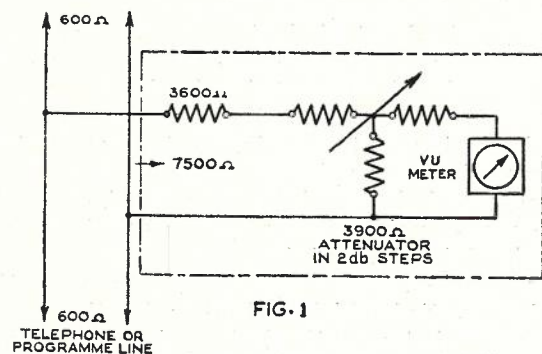 600Ω
3600Ω
7500Ω
VU
METER
3900Ω
ATTENUATOR
IN 2db STEPS
600Ω
FIG·1
TELEPHONE OR
PROGRAMME LINE